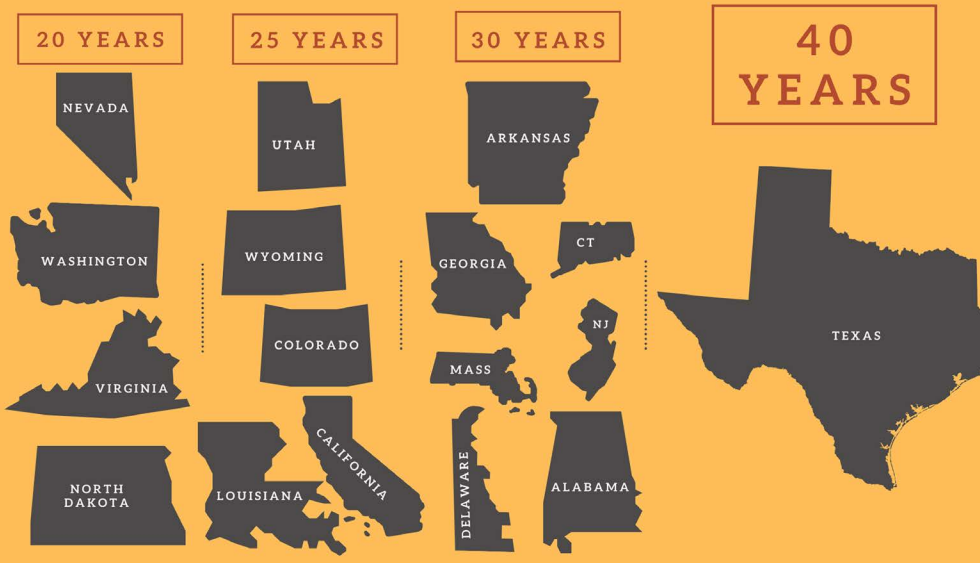 20 YEARS
NEVADA
WASHINGTON
VIRGINIA
NORTH
DAKOTA
25 YEARS
UTAH
WYOMING
COLORADO
CALIFORNIA
LOUISIANA
30 YEARS
ARKANSAS
GEORGIA
CT
NJ
MASS
DELAWARE
ALABAMA
40
YEARS
TEXAS